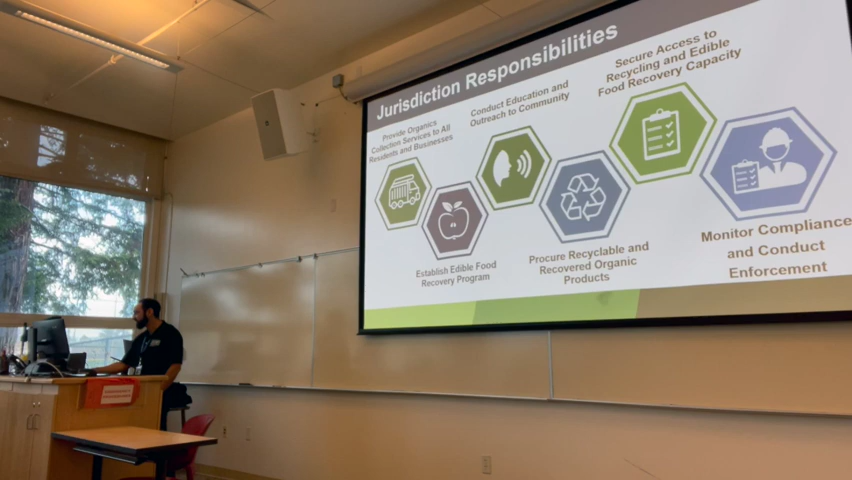 Jurisdiction Responsibilities
Provide Organics
Collection Services to All
Residents and Businesses
Conduct Education and
Outreach to Community
Secure Access to
Recycling and Edible
Food Recovery Capacity
Establish Edible Food
Recovery Program
Procure Recyclable and
Recovered Organic
Products
Monitor Compliance
and Conduct
Enforcement